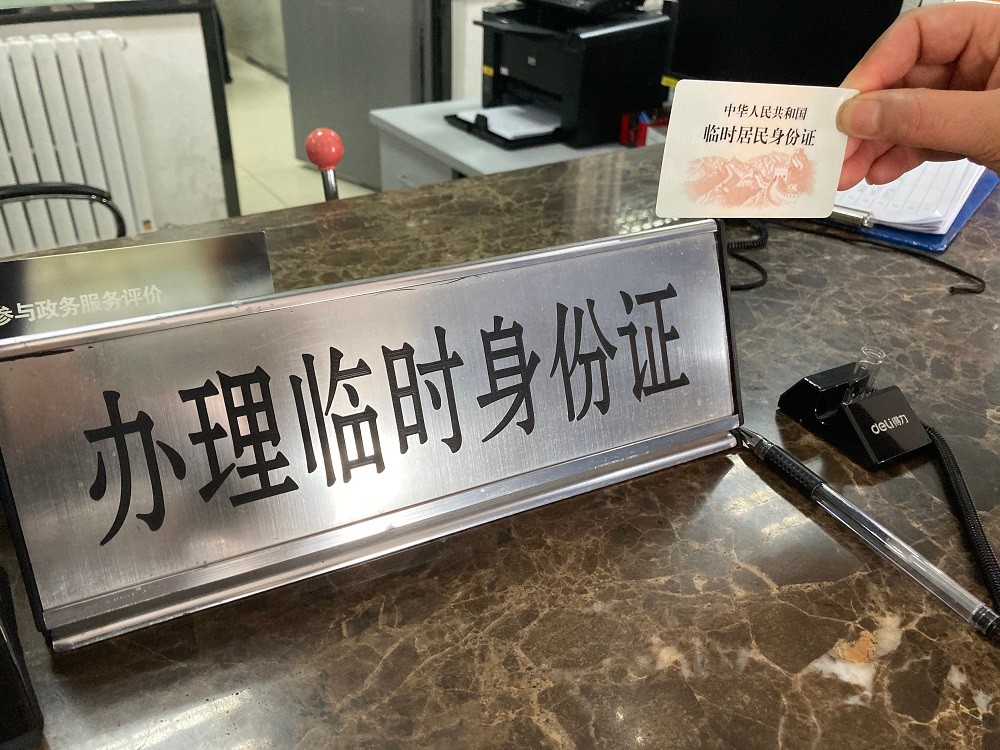 中华人民共和国
临时居民身份证
参与政务服务评价
办理临时身份证
deli得力